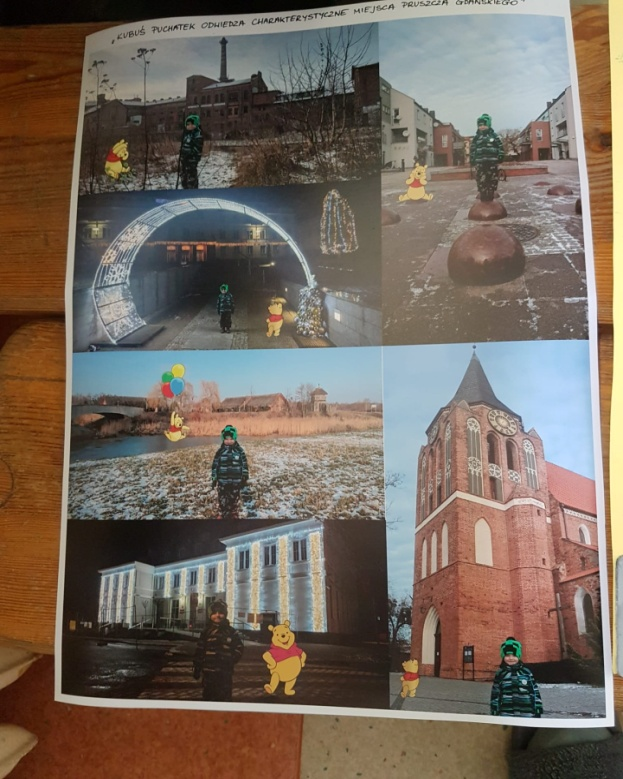 „KUBUŚ PUCHATEK ODWIEDZA CHARAKTERYSTYCZNE MIEJSCA PRUSZCZA GDAŃSKIEGO"